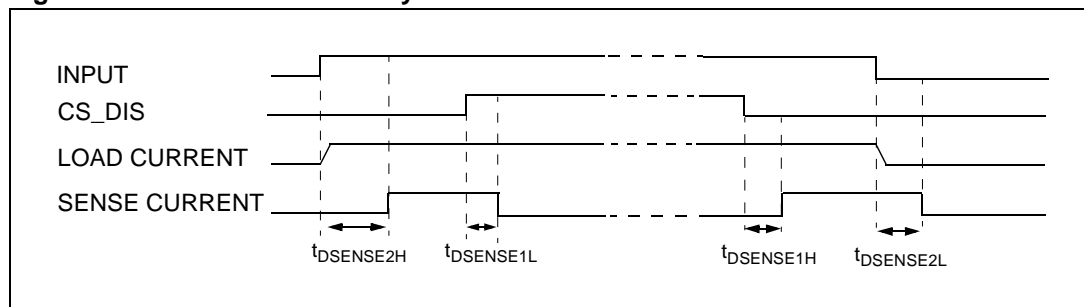 INPUT
CS_DIS
LOAD CURRENT
SENSE CURRENT
tDSENSE2H
tDSENSE1L
tDSENSE1H
tDSENSE2L